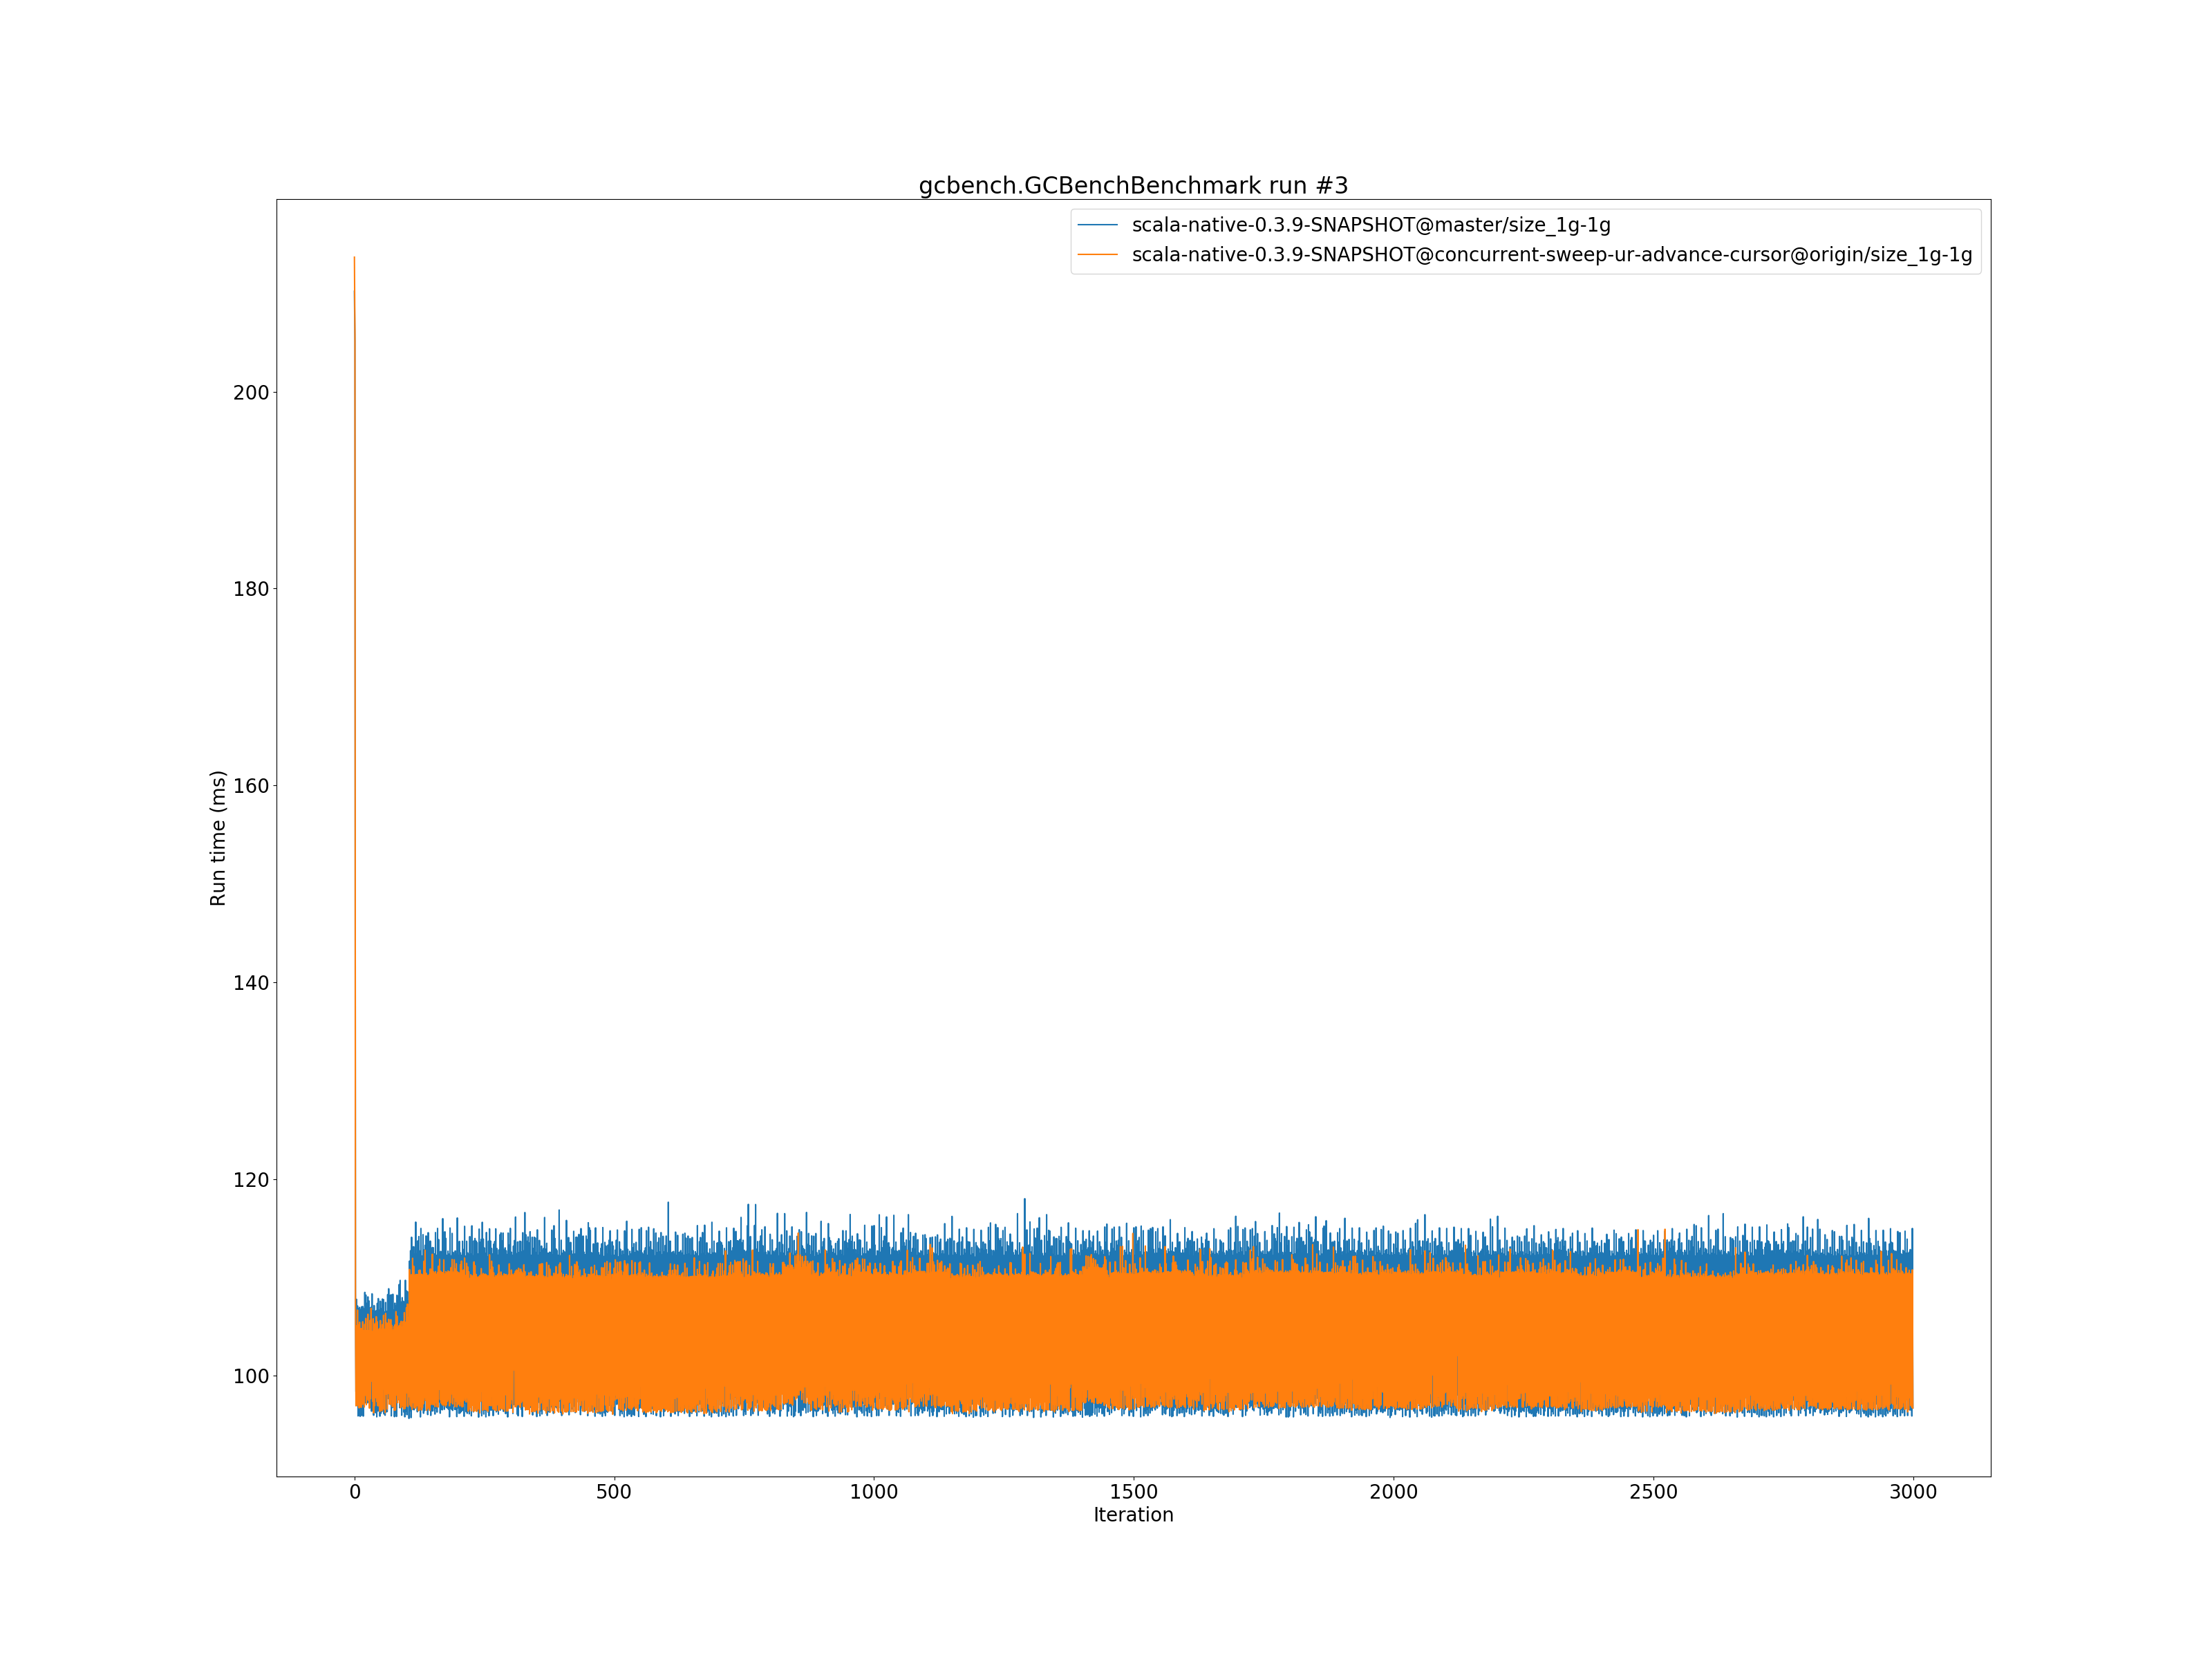 gcbench.GCBenchBenchmark run #3
scala-native-0.3.9-SNAPSHOT@master/size_1g-1g
scala-native-0.3.9-SNAPSHOT@concurrent-sweep-ur-advance-cursor@origin/size_1g-1g
200
180
160
140
120
100
Run time (ms)
0 500 1000 1500 2000 2500 3000
Iteration